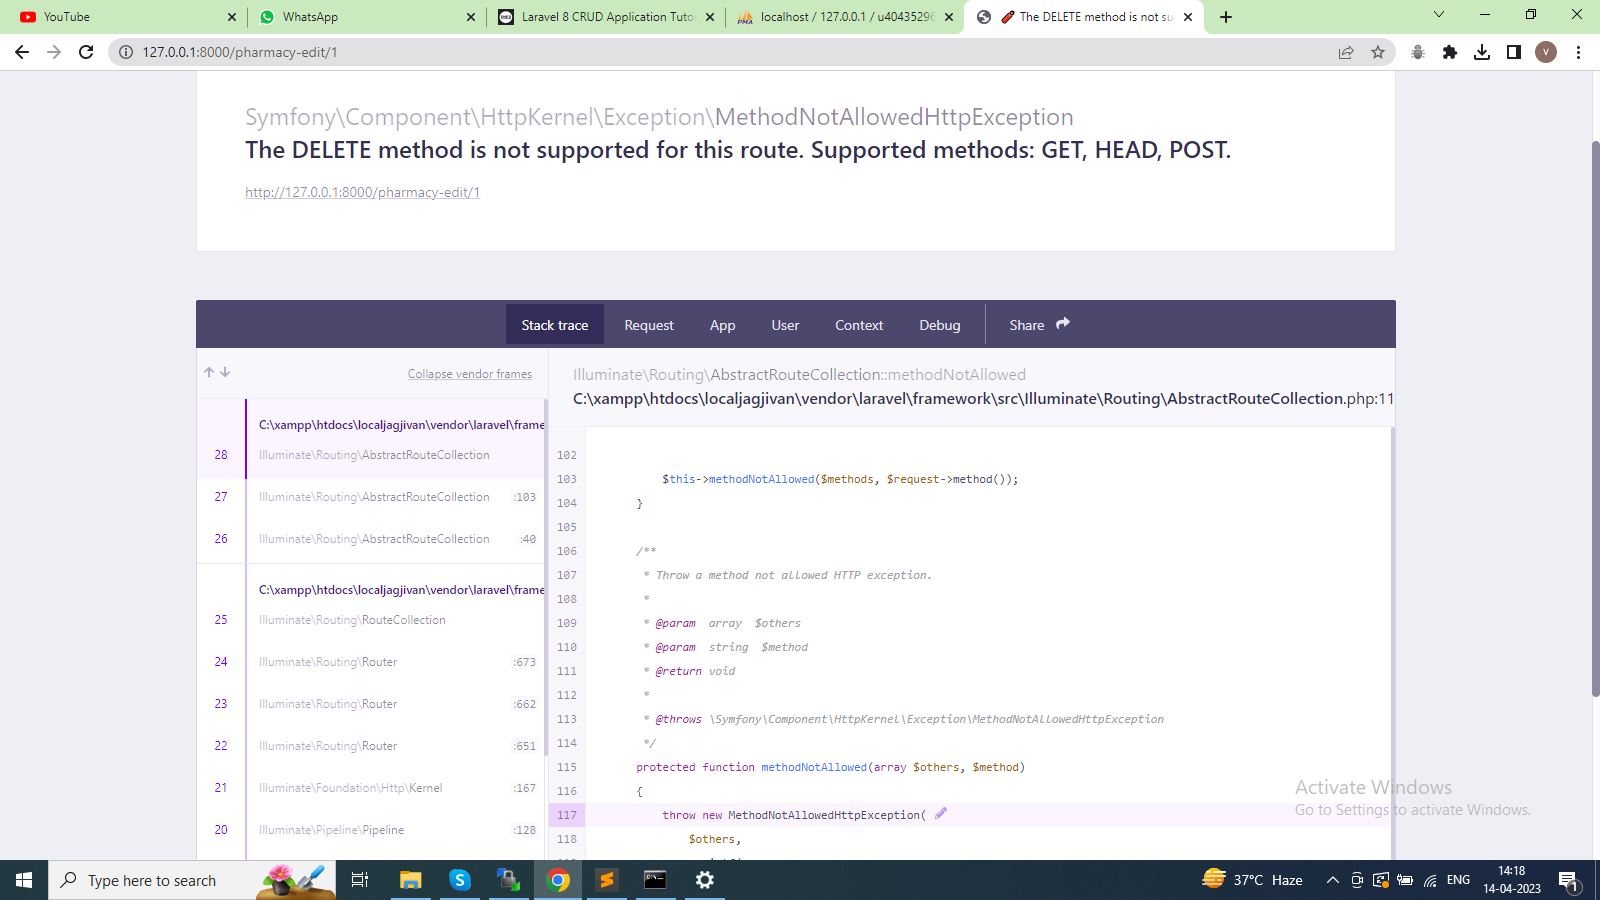 YouTube
WhatsApp
Laravel 8 CRUD Application Tuto
localhost / 127.0.0.1 / u40435296
The DELETE method is not su
127.0.0.1:8000/pharmacy-edit/1
V
Symfony\Component\HttpKernel\Exception\MethodNotAllowedHttpException
The DELETE method is not supported for this route. Supported methods: GET, HEAD, POST.
http://127.0.0.1:8000/pharmacy-edit/1
Stack trace Request App User Context Debug Share
Collapse vendor frames
C:\xampp\htdocs\localjagjivan\vendor\laravel\frame
28 Illuminate\Routing\AbstractRouteCollection
27 Illuminate\Routing\AbstractRouteCollection :103
26 Illuminate\Routing\AbstractRouteCollection :40
C:\xampp\htdocs\localjagjivan\vendor\laravel\frame
25 Illuminate\Routing\RouteCollection
24 Illuminate\Routing\Router :673
23 Illuminate\Routing\Router :662
22 Illuminate\Routing\Router :651
21 Illuminate\Foundation\Http\Kernel :167
20 Illuminate\Pipeline\Pipeline :128
Illuminate\Routing\AbstractRouteCollection::methodNotAllowed
C:\xampp\htdocs\localjagjivan\vendor\laravel\framework\src\Illuminate\Routing\AbstractRouteCollection.php:11
102
103 $this->methodNotAllowed($methods, $request->method());
104 }
105
106 /**
107 * Throw a method not allowed HTTP exception.
108 *
109 * @param array $others
110 * @param string $method
111 * @return void
112 *
113 * @throws \Symfony\Component\HttpKernel\Exception\MethodNotAllowedHttpException
114 */
115 protected function methodNotAllowed(array $others, $method)
116 {
117 throw new MethodNotAllowedHttpException(
118 $others,
Activate Windows
Go to Settings to activate Windows.
Type here to search
37°C Haze
ENG
14:18
14-04-2023
1